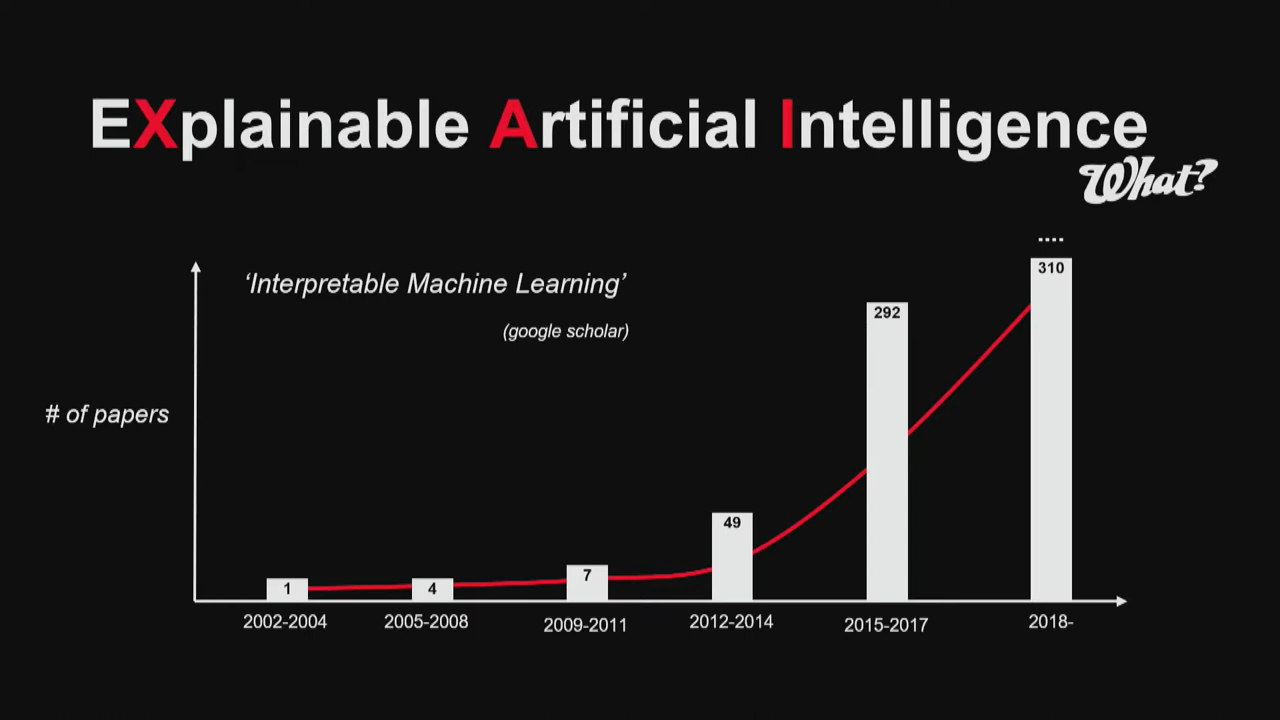 EXplainable Artificial Intelligence
What?
....
‘Interpretable Machine Learning’
(google scholar)
# of papers
1
4
7
49
292
310
2002-2004
2005-2008
2009-2011
2012-2014
2015-2017
2018-